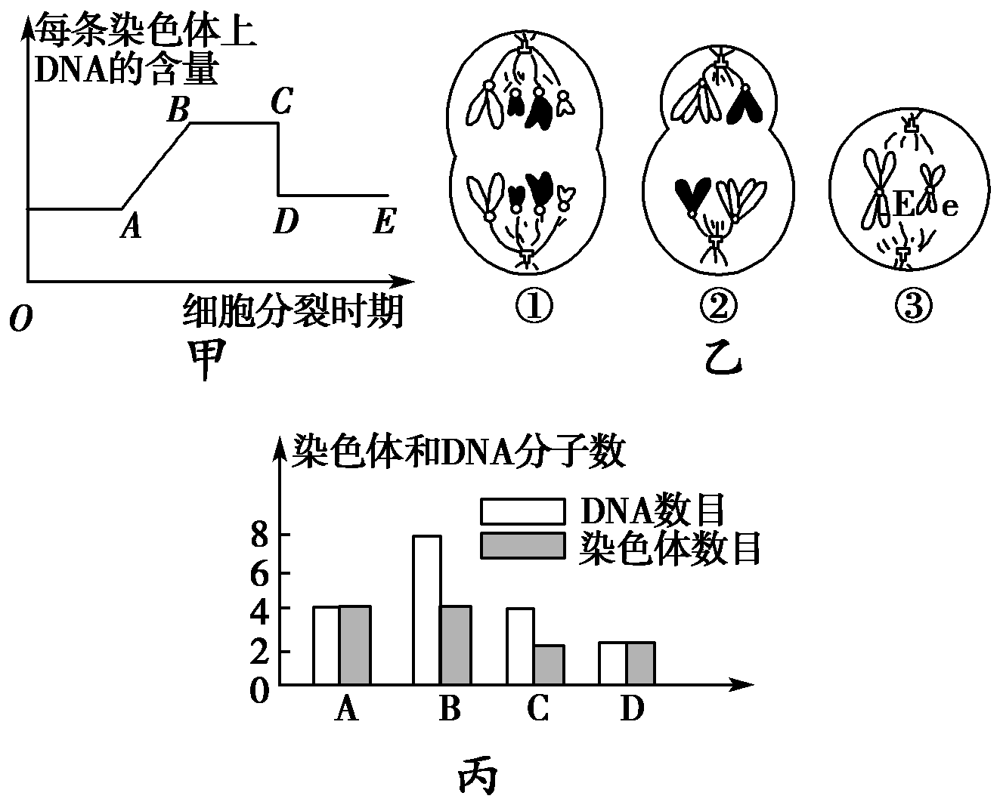 每条染色体上
DNA的含量
B
C
A
D
E
O
细胞分裂时期
甲
E
e
①
②
③
乙
染色体和DNA分子数
DNA数目
染色体数目
8
6
4
2
0
A
B
C
D
丙